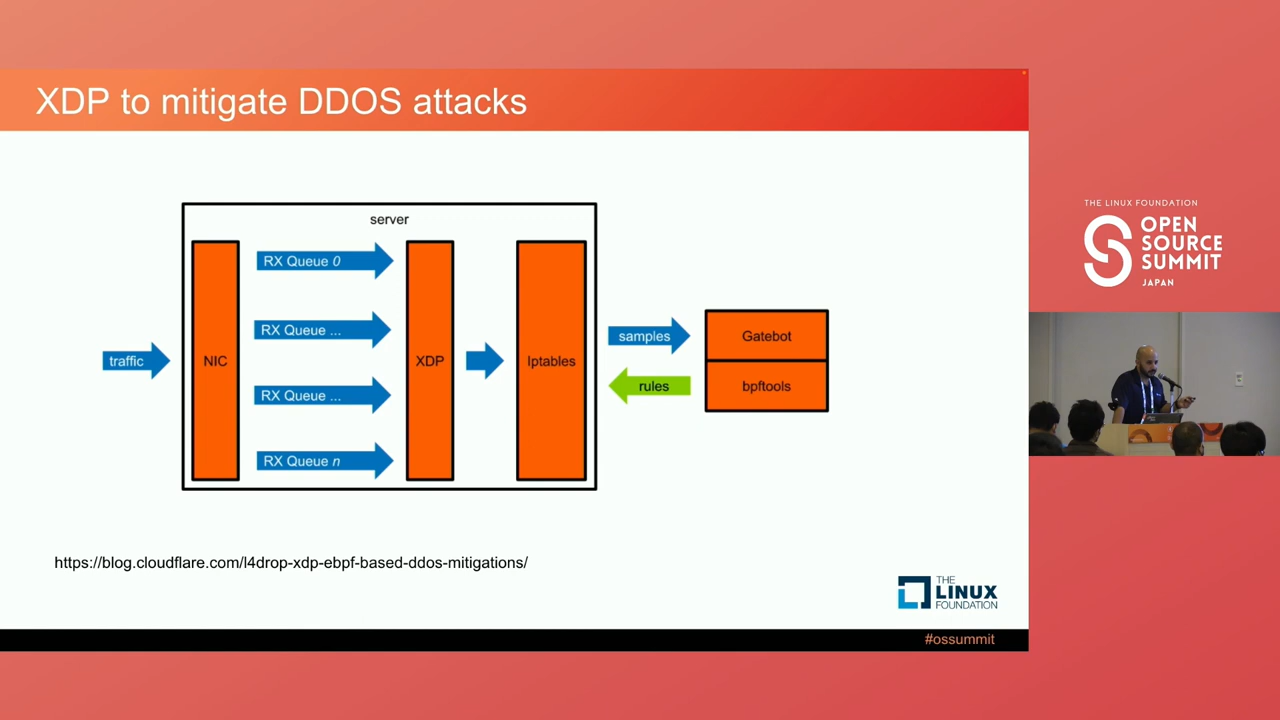 XDP to mitigate DDOS attacks
server
traffic
NIC
RX Queue 0
RX Queue ...
RX Queue ...
RX Queue n
XDP
Iptables
samples
rules
Gatebot
bpftools
https://blog.cloudflare.com/l4drop-xdp-ebpf-based-ddos-mitigations/
THE
LINUX
FOUNDATION
#ossummit
THE LINUX FOUNDATION
OPEN
SOURCE
SUMMIT
JAPAN